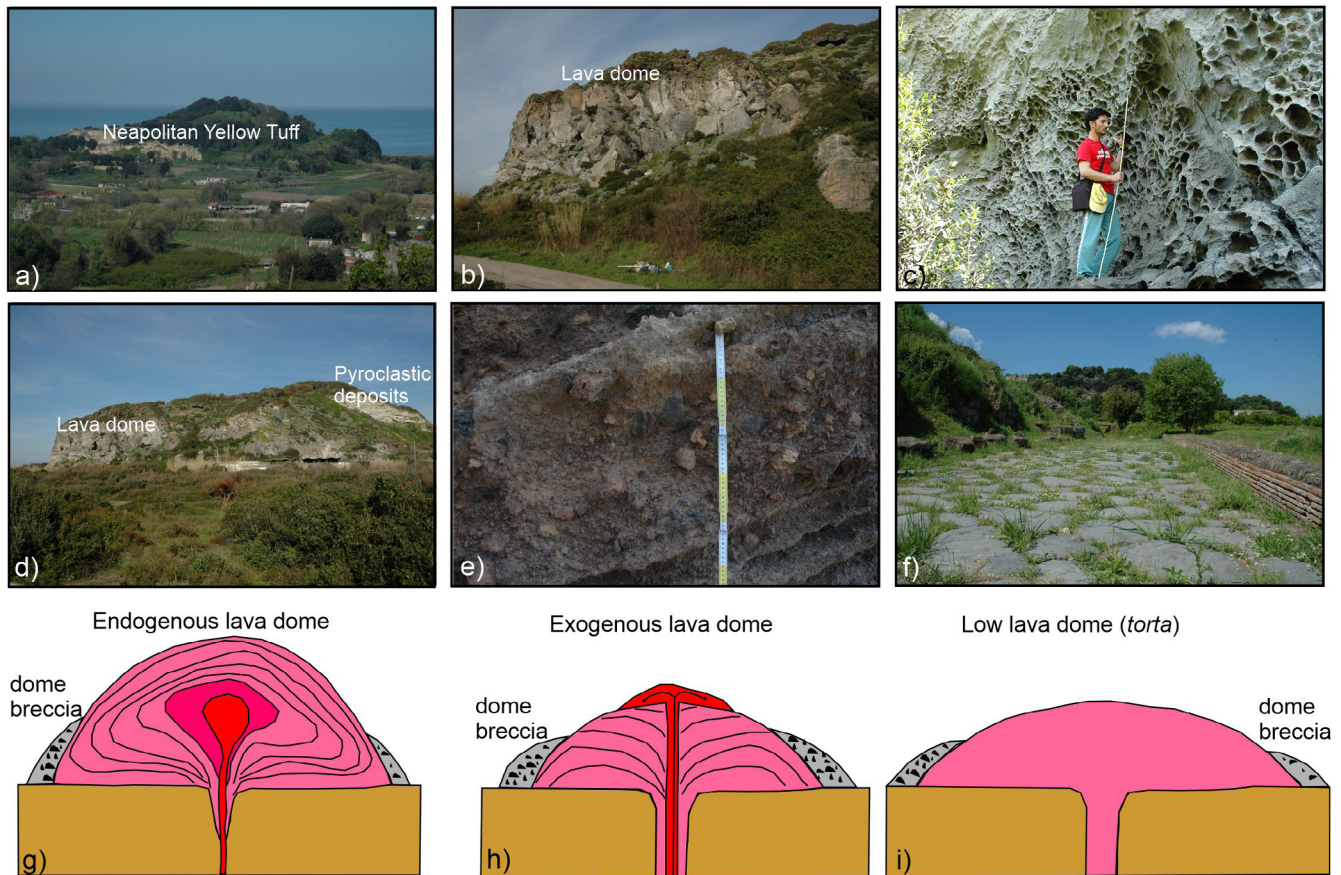 Neapolitan Yellow Tuff
a)
Lava dome
b)
c)
Pyroclastic
deposits
Lava dome
d)
e)
f)
Endogenous lava dome
dome
breccia
g)
Exogenous lava dome
dome
breccia
h)
Low lava dome (torta)
dome
breccia
i)